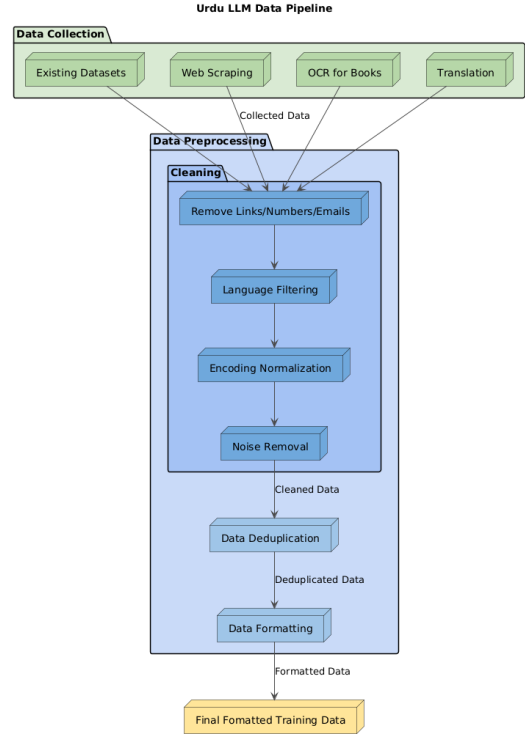 Urdu LLM Data Pipeline
Data Collection
Existing Datasets
Web Scraping
OCR for Books
Translation
Collected Data
Data Preprocessing
Cleaning
Remove Links/Numbers/Emails
Language Filtering
Encoding Normalization
Noise Removal
Cleaned Data
Data Deduplication
Deduplicated Data
Data Formatting
Formatted Data
Final Fomatted Training Data